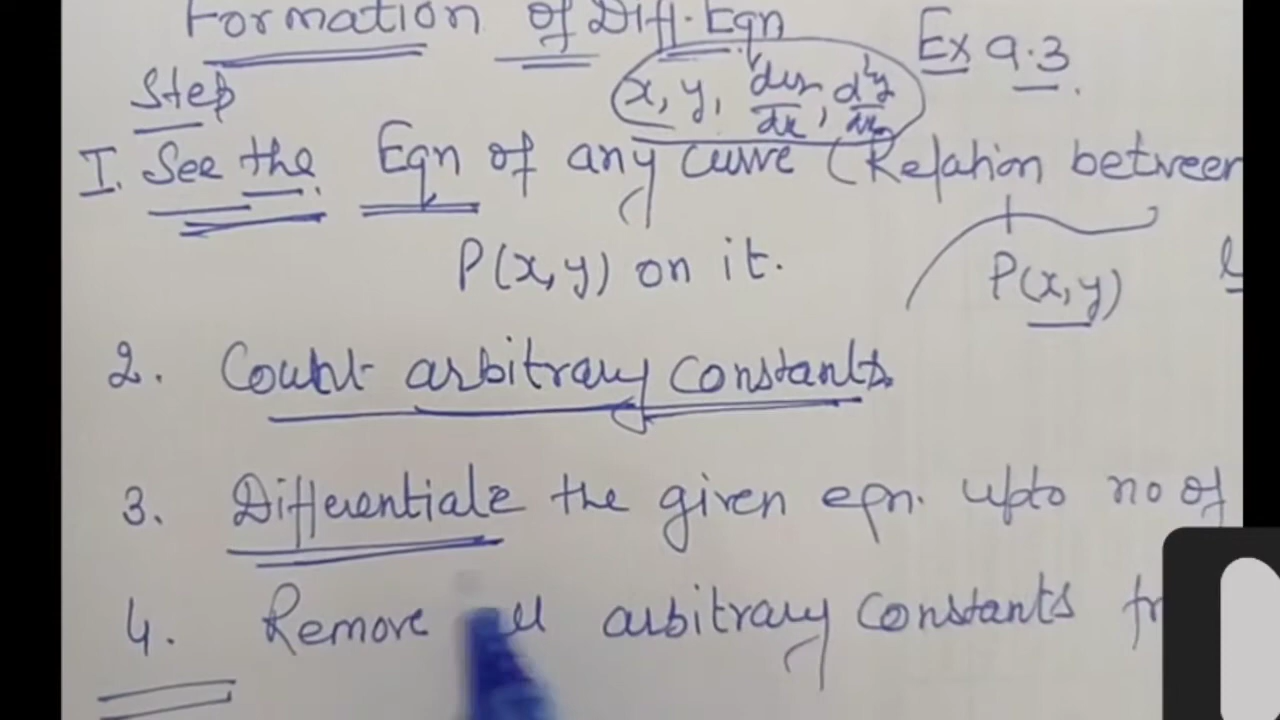 Formation of Diff. Eqn
Ex 9.3
Step
x, y, dy/dx, d²y/dx²
I. See the Eqn of any curve (Relation between
P(x,y) on it.
P(x,y)
2. Count arbitrary constants.
3. Differentiate the given eqn. upto no of
4. Remove all arbitrary constants fr